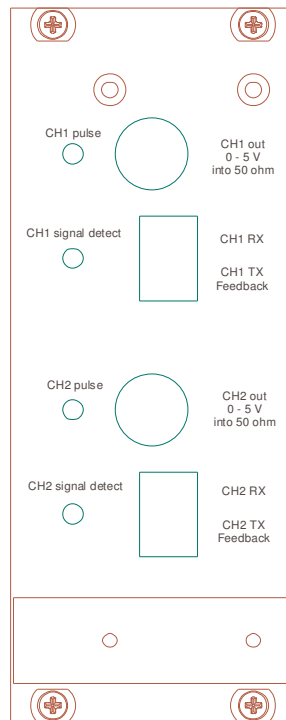 CH1 pulse
CH1 out
0 - 5 V
into 50 ohm
CH1 signal detect
CH1 RX
CH1 TX
Feedback
CH2 pulse
CH2 out
0 - 5 V
into 50 ohm
CH2 signal detect
CH2 RX
CH2 TX
Feedback